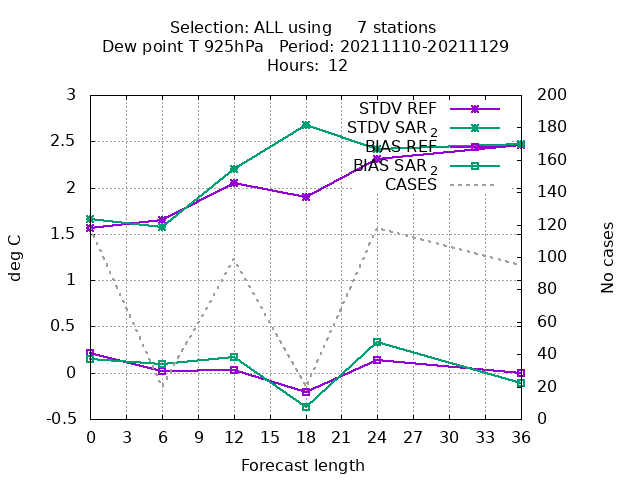 Selection: ALL using 7 stations
Dew point T 925hPa Period: 20211110-20211129
Hours: 12
3
2.5
2
1.5
1
0.5
0
-0.5
200
180
160
140
120
100
80
60
40
20
0
STDV REF
STDV SAR 2
BIAS REF
BIAS SAR 2
CASES
deg C
No cases
0 3 6 9 12 15 18 21 24 27 30 33 36
Forecast length